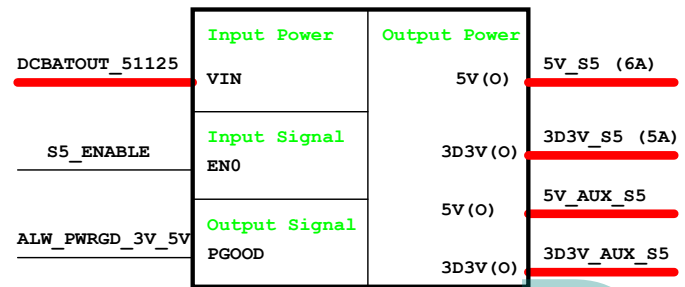 Input Power
Output Power
DCBATOUT_51125
VIN
5V(O)
5V_S5 (6A)
Input Signal
S5_ENABLE
EN0
3D3V(O)
3D3V_S5 (5A)
5V(O)
5V_AUX_S5
Output Signal
ALW_PWRGD_3V_5V
PGOOD
3D3V(O)
3D3V_AUX_S5